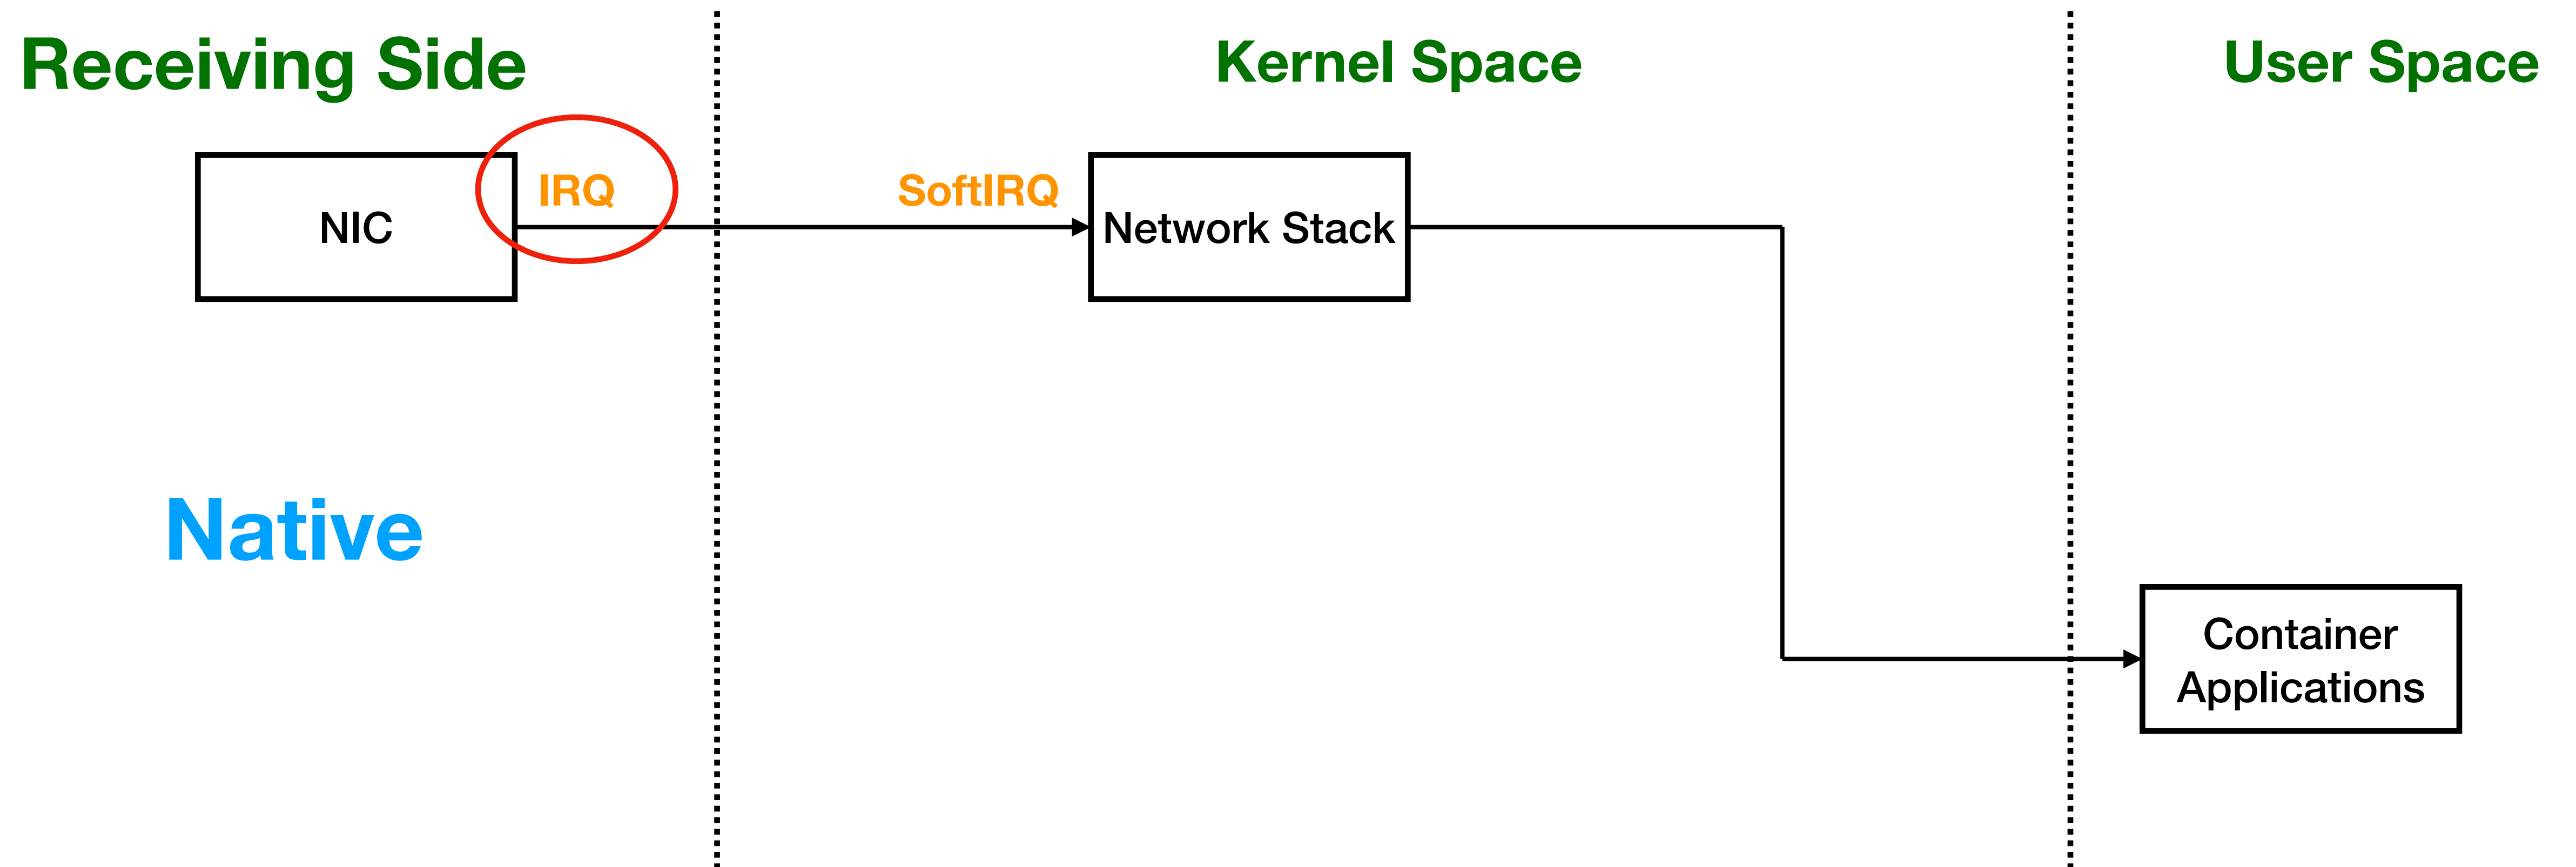 Receiving Side
Kernel Space
User Space
IRQ
SoftIRQ
NIC
Network Stack
Native
Container
Applications